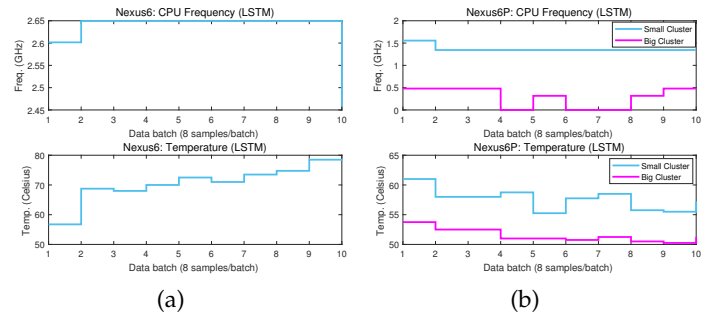 Nexus6: CPU Frequency (LSTM)
Freq. (GHz)
2.65
2.6
2.55
2.5
2.45
1 2 3 4 5 6 7 8 9 10
Data batch (8 samples/batch)
Nexus6: Temperature (LSTM)
Temp. (Celsius)
80
70
60
50
1 2 3 4 5 6 7 8 9 10
Data batch (8 samples/batch)
(a)
Nexus6P: CPU Frequency (LSTM)
Freq. (GHz)
2
1.5
1
0.5
0
1 2 3 4 5 6 7 8 9 10
Data batch (8 samples/batch)
Small Cluster
Big Cluster
Nexus6P: Temperature (LSTM)
Temp. (Celsius)
65
60
55
50
1 2 3 4 5 6 7 8 9 10
Data batch (8 samples/batch)
Small Cluster
Big Cluster
(b)